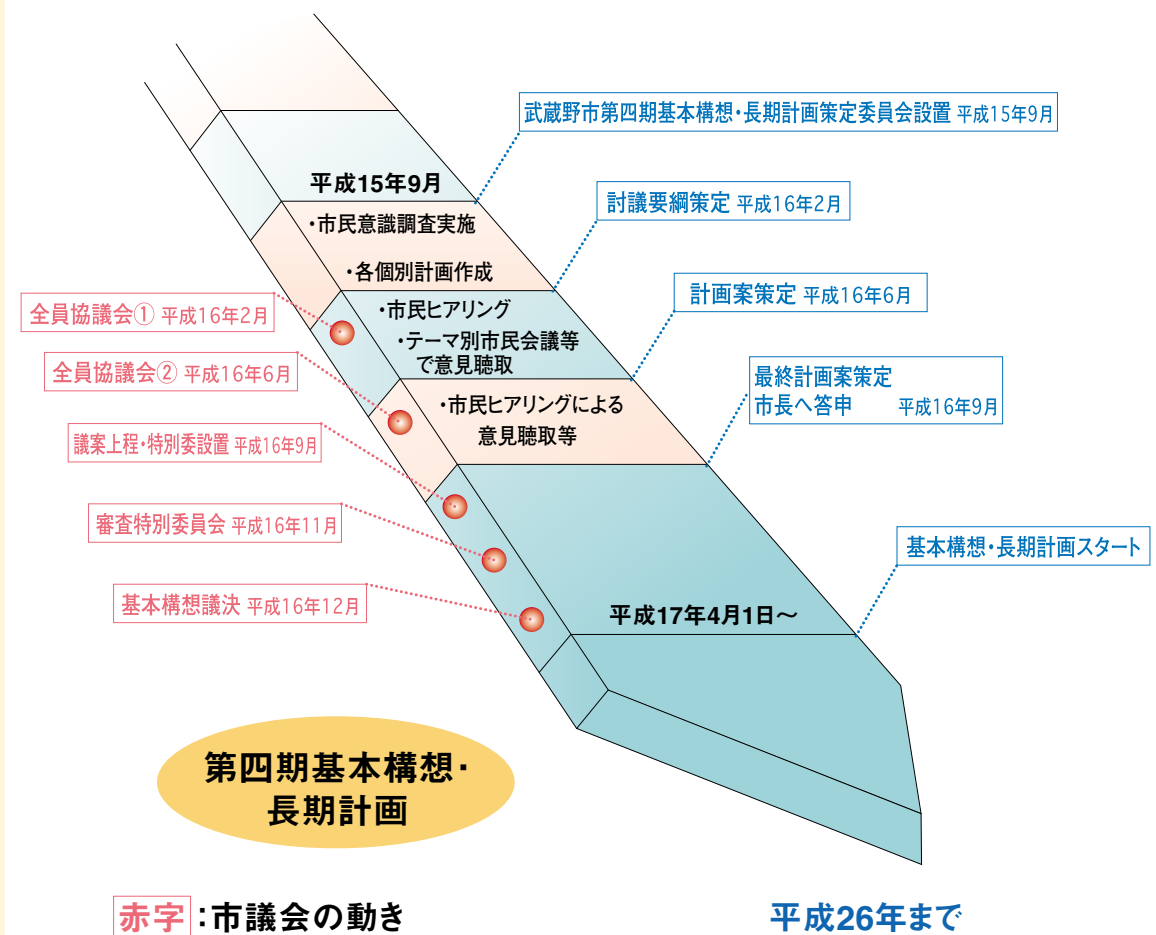 武蔵野市第四期基本構想・長期計画策定委員会設置 平成15年9月
平成15年9月
討議要綱策定 平成16年2月
・市民意識調査実施
・各個別計画作成
計画案策定 平成16年6月
全員協議会① 平成16年2月
・市民ヒアリング
・テーマ別市民会議等
で意見聴取
全員協議会② 平成16年6月
最終計画案策定
市長へ答申 平成16年9月
・市民ヒアリングによる
意見聴取等
議案上程・特別委設置 平成16年9月
審査特別委員会 平成16年11月
基本構想・長期計画スタート
基本構想議決 平成16年12月
平成17年4月1日～
第四期基本構想・
長期計画
赤字：市議会の動き
平成26年まで